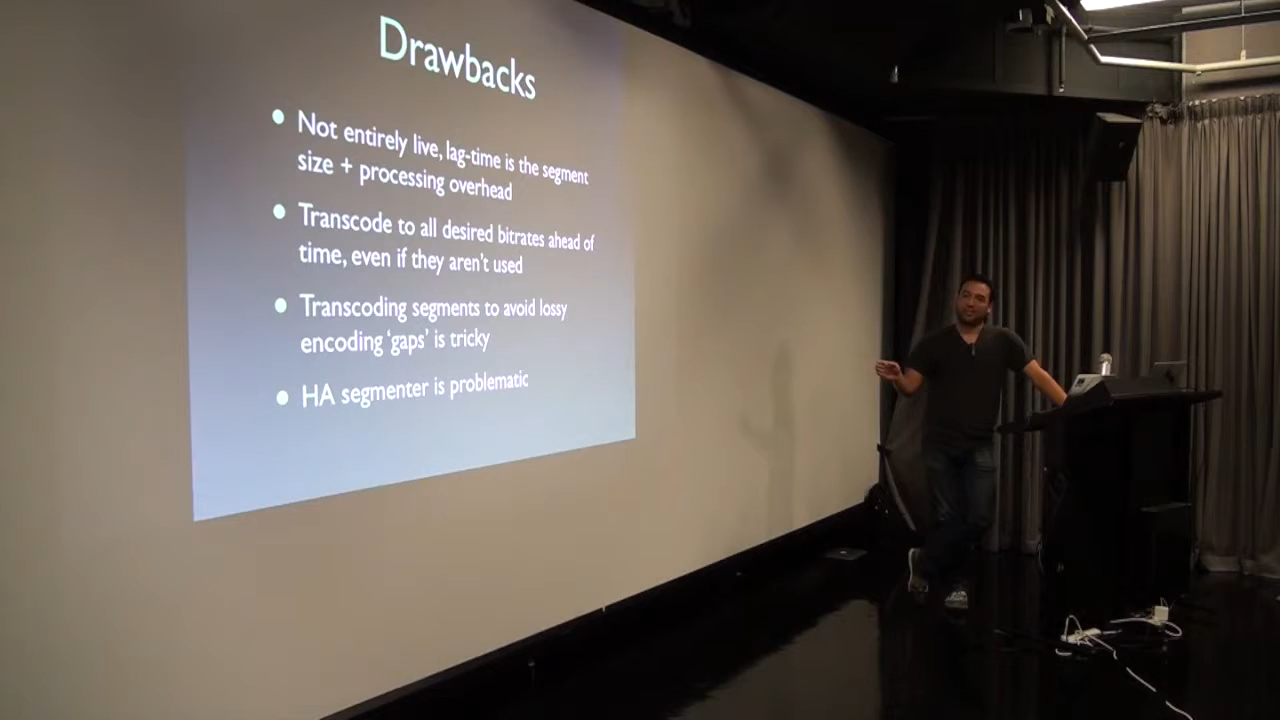 Drawbacks
Not entirely live, lag-time is the segment
size + processing overhead
Transcode to all desired bitrates ahead of
time, even if they aren't used
Transcoding segments to avoid lossy
encoding 'gaps' is tricky
HA segmenter is problematic